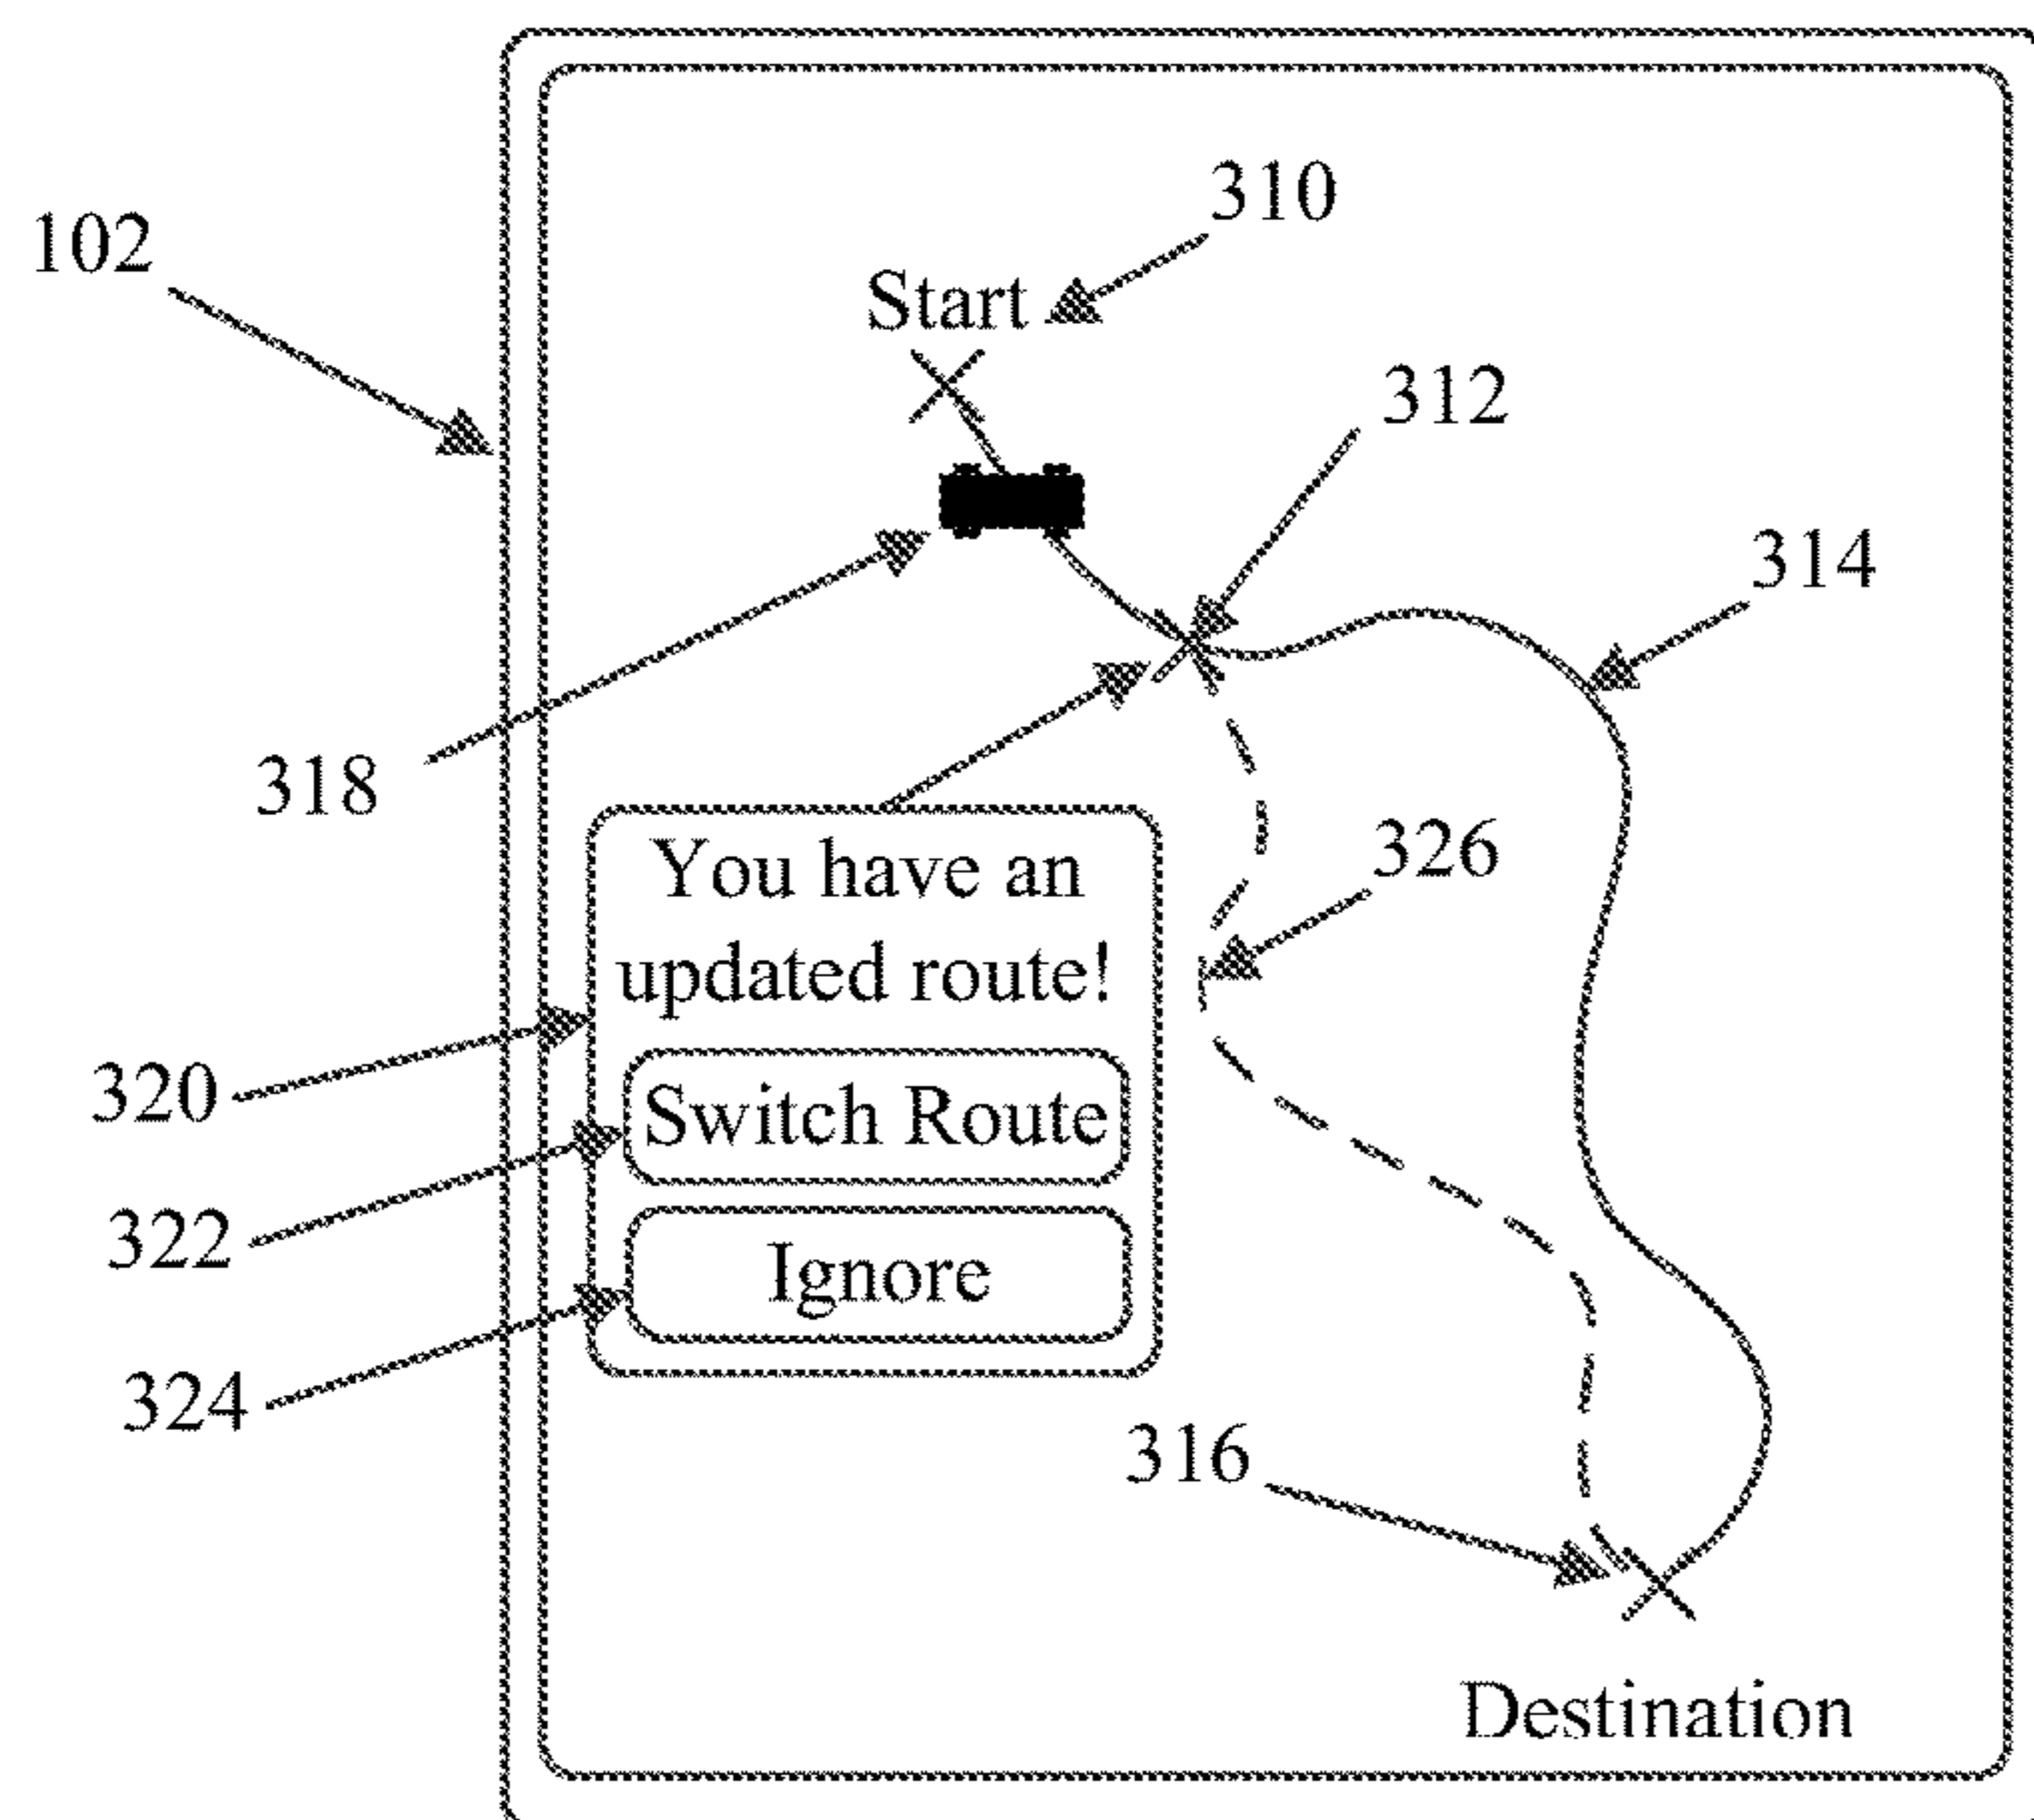 310
102
Start
312
314
318
You have an
326
updated route!
320
Switch Route
322
Ignore
324
316
Destination